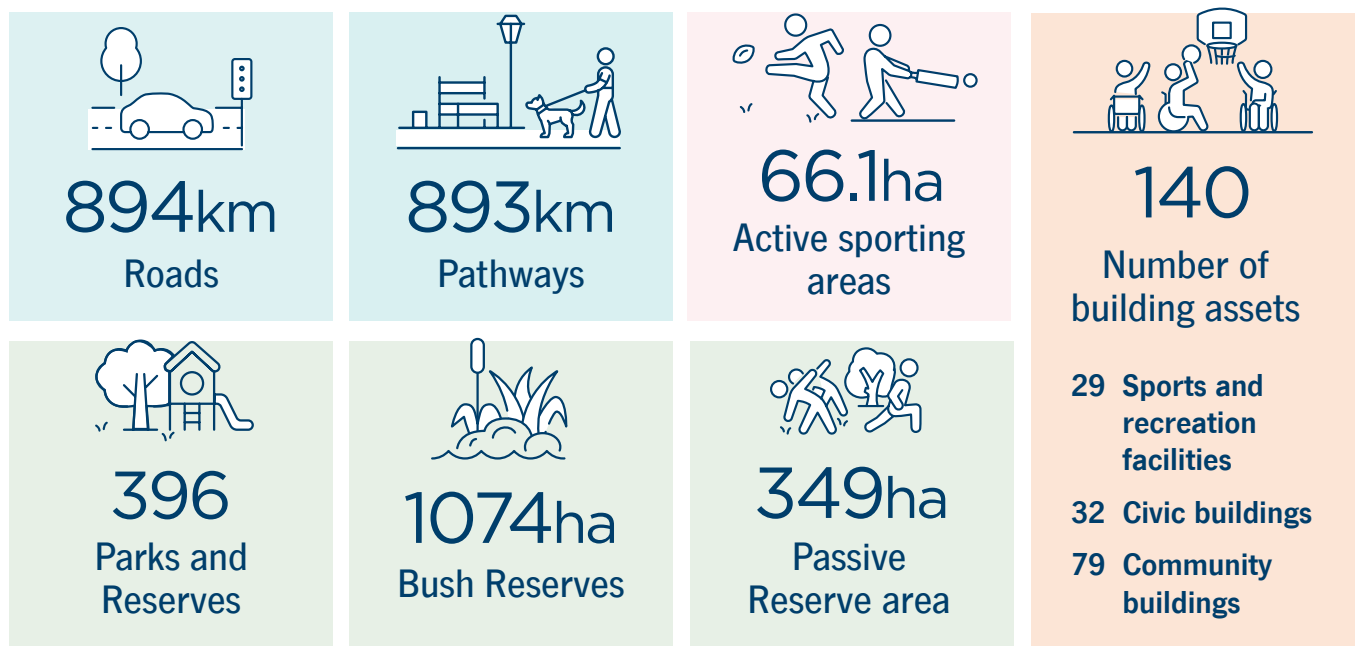 894km
Roads
893km
Pathways
66.1ha
Active sporting
areas
140
Number of
building assets
29 Sports and
recreation
facilities
32 Civic buildings
79 Community
buildings
396
Parks and
Reserves
1074ha
Bush Reserves
349ha
Passive
Reserve area